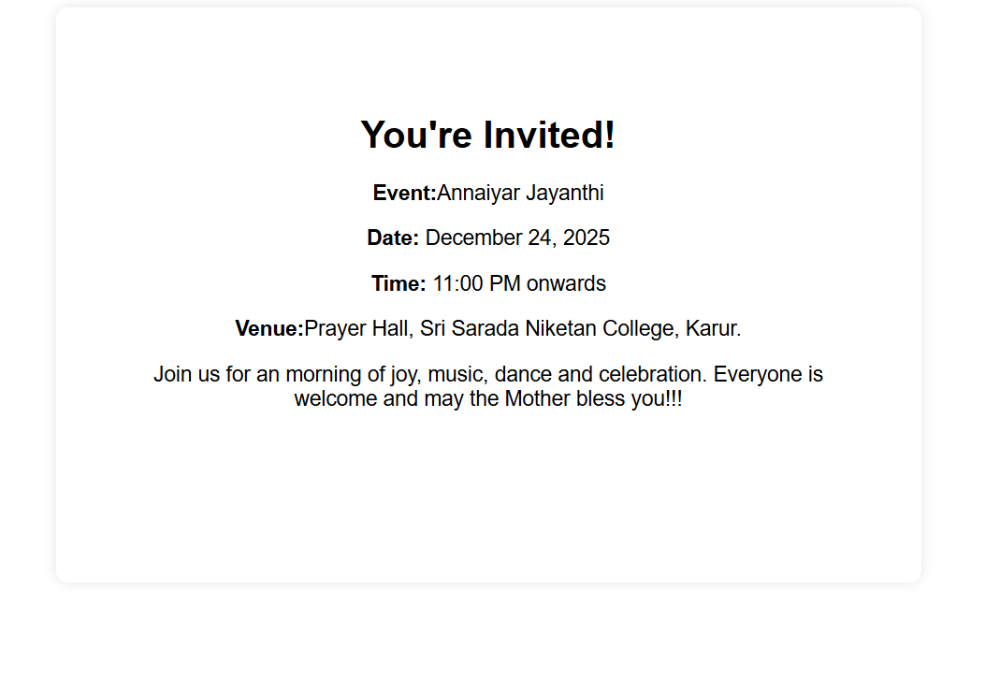 You're Invited!
Event:Annaiyar Jayanthi
Date: December 24, 2025
Time: 11:00 PM onwards
Venue:Prayer Hall, Sri Sarada Niketan College, Karur.
Join us for an morning of joy, music, dance and celebration. Everyone is
welcome and may the Mother bless you!!!